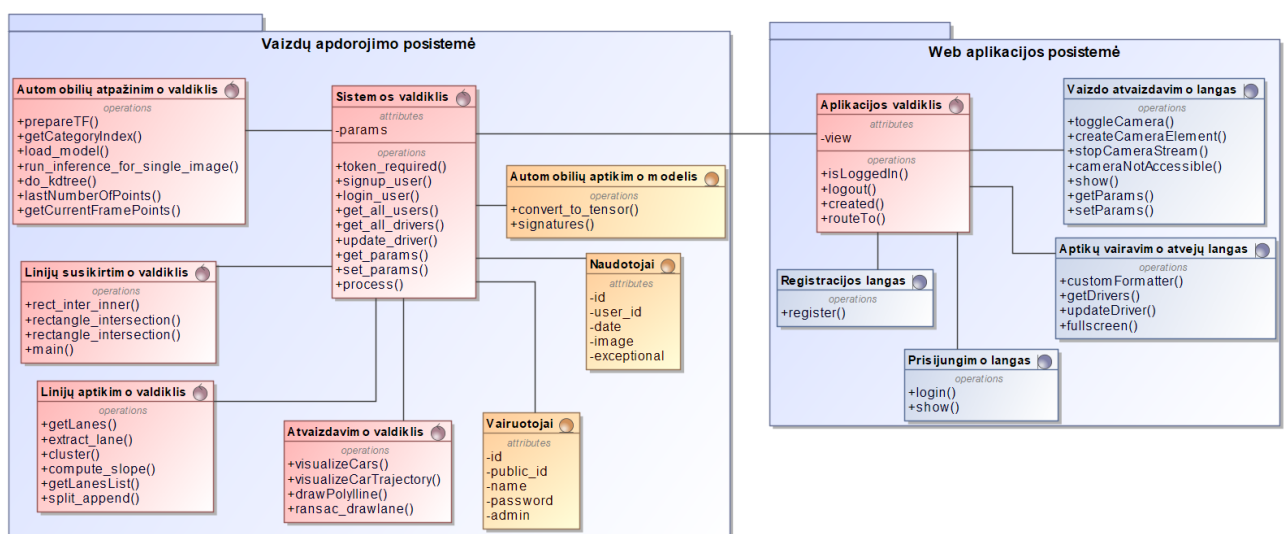 Vaizdų apdorojimo posistemė
Automobilių atpažinimo valdiklis
operations
+prepareTF()
+getCategoryIndex()
+load_model()
+run_inference_for_single_image()
+do_kdtree()
+lastNumberOfPoints()
+getCurrentFramePoints()
Sistemos valdiklis
attributes
-params
operations
+token_required()
+signup_user()
+login_user()
+get_all_users()
+get_all_drivers()
+update_driver()
+get_params()
+set_params()
+process()
Automobilių aptikimo modelis
operations
+convert_to_tensor()
+signatures()
Linijų susikirtimo valdiklis
operations
+rect_inter_inner()
+rectangle_intersection()
+rectangle_intersection()
+main()
Naudotojai
attributes
-id
-user_id
-date
-image
-exceptional
Linijų aptikimo valdiklis
operations
+getLanes()
+extract_lane()
+cluster()
+compute_slope()
+getLanesList()
+split_append()
Atvaizdavimo valdiklis
operations
+visualizeCars()
+visualizeCarTrajectory()
+drawPolylline()
+ransac_drawlane()
Vairuotojai
attributes
-id
-public_id
-name
-password
-admin
Web aplikacijos posistemė
Aplikacijos valdiklis
attributes
-view
operations
+isLoggedIn()
+logout()
+created()
+routeTo()
Vaizdo atvaizdavimo langas
operations
+toggleCamera()
+createCameraElement()
+stopCameraStream()
+cameraNotAccessible()
+show()
+getParams()
+setParams()
Aptikų vairavimo atvejų langas
operations
+customFormatter()
+getDrivers()
+updateDriver()
+fullscreen()
Registracijos langas
operations
+register()
Prisijungimo langas
operations
+login()
+show()